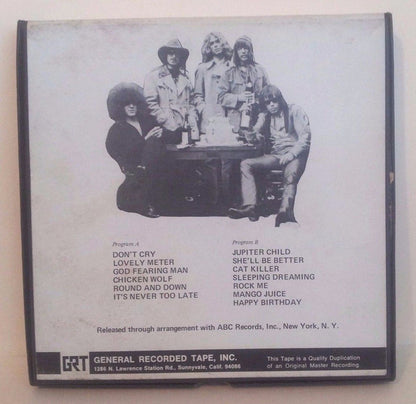 Program A
DON'T CRY
LOVELY METER
GOD FEARING MAN
CHICKEN WOLF
ROUND AND DOWN
IT'S NEVER TOO LATE
Program B
JUPITER CHILD
SHE'LL BE BETTER
CAT KILLER
SLEEPING DREAMING
ROCK ME
MANGO JUICE
HAPPY BIRTHDAY
Released through arrangement with ABC Records, Inc., New York, N. Y.
GRT
GENERAL RECORDED TAPE, INC.
1286 N. Lawrence Station Rd., Sunnyvale, Calif. 94086
This Tape is a Quality Duplication
of an Original Master Recording.